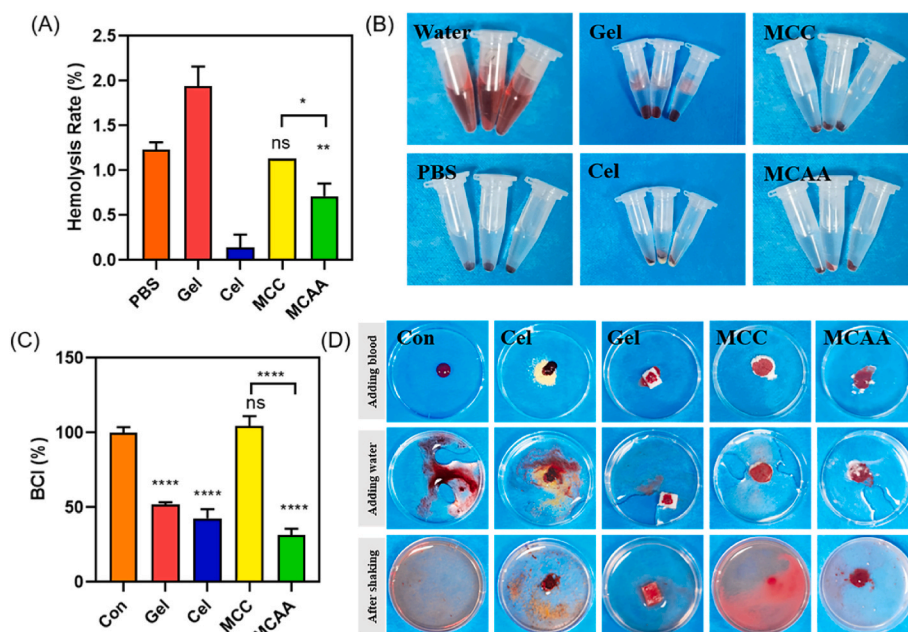 (A)
Hemolysis Rate (%)
2.5
2.0
1.5
1.0
0.5
0.0
ns
*
**
PBS
Gel
Cel
MCC
MCAA
(B)
Water
Gel
MCC
PBS
Cel
MCAA
(C)
BCI (%)
150
100
50
0
****
****
****
ns
****
Con
Gel
Cel
MCC
MCAA
(D)
Con
Cel
Gel
MCC
MCAA
Adding blood
Adding water
After shaking